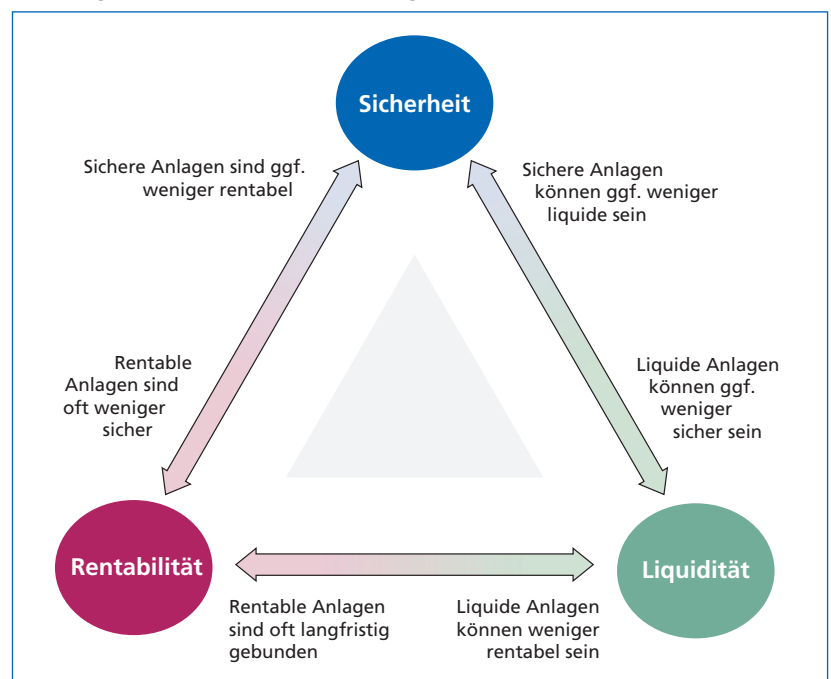 Sicherheit
Sichere Anlagen sind ggf.
weniger rentabel
Sichere Anlagen
können ggf. weniger
liquide sein
Rentable
Anlagen sind
oft weniger
sicher
Liquide Anlagen
können ggf.
weniger
sicher sein
Rentabilität
Liquidität
Rentable Anlagen
sind oft langfristig
gebunden
Liquide Anlagen
können weniger
rentabel sein